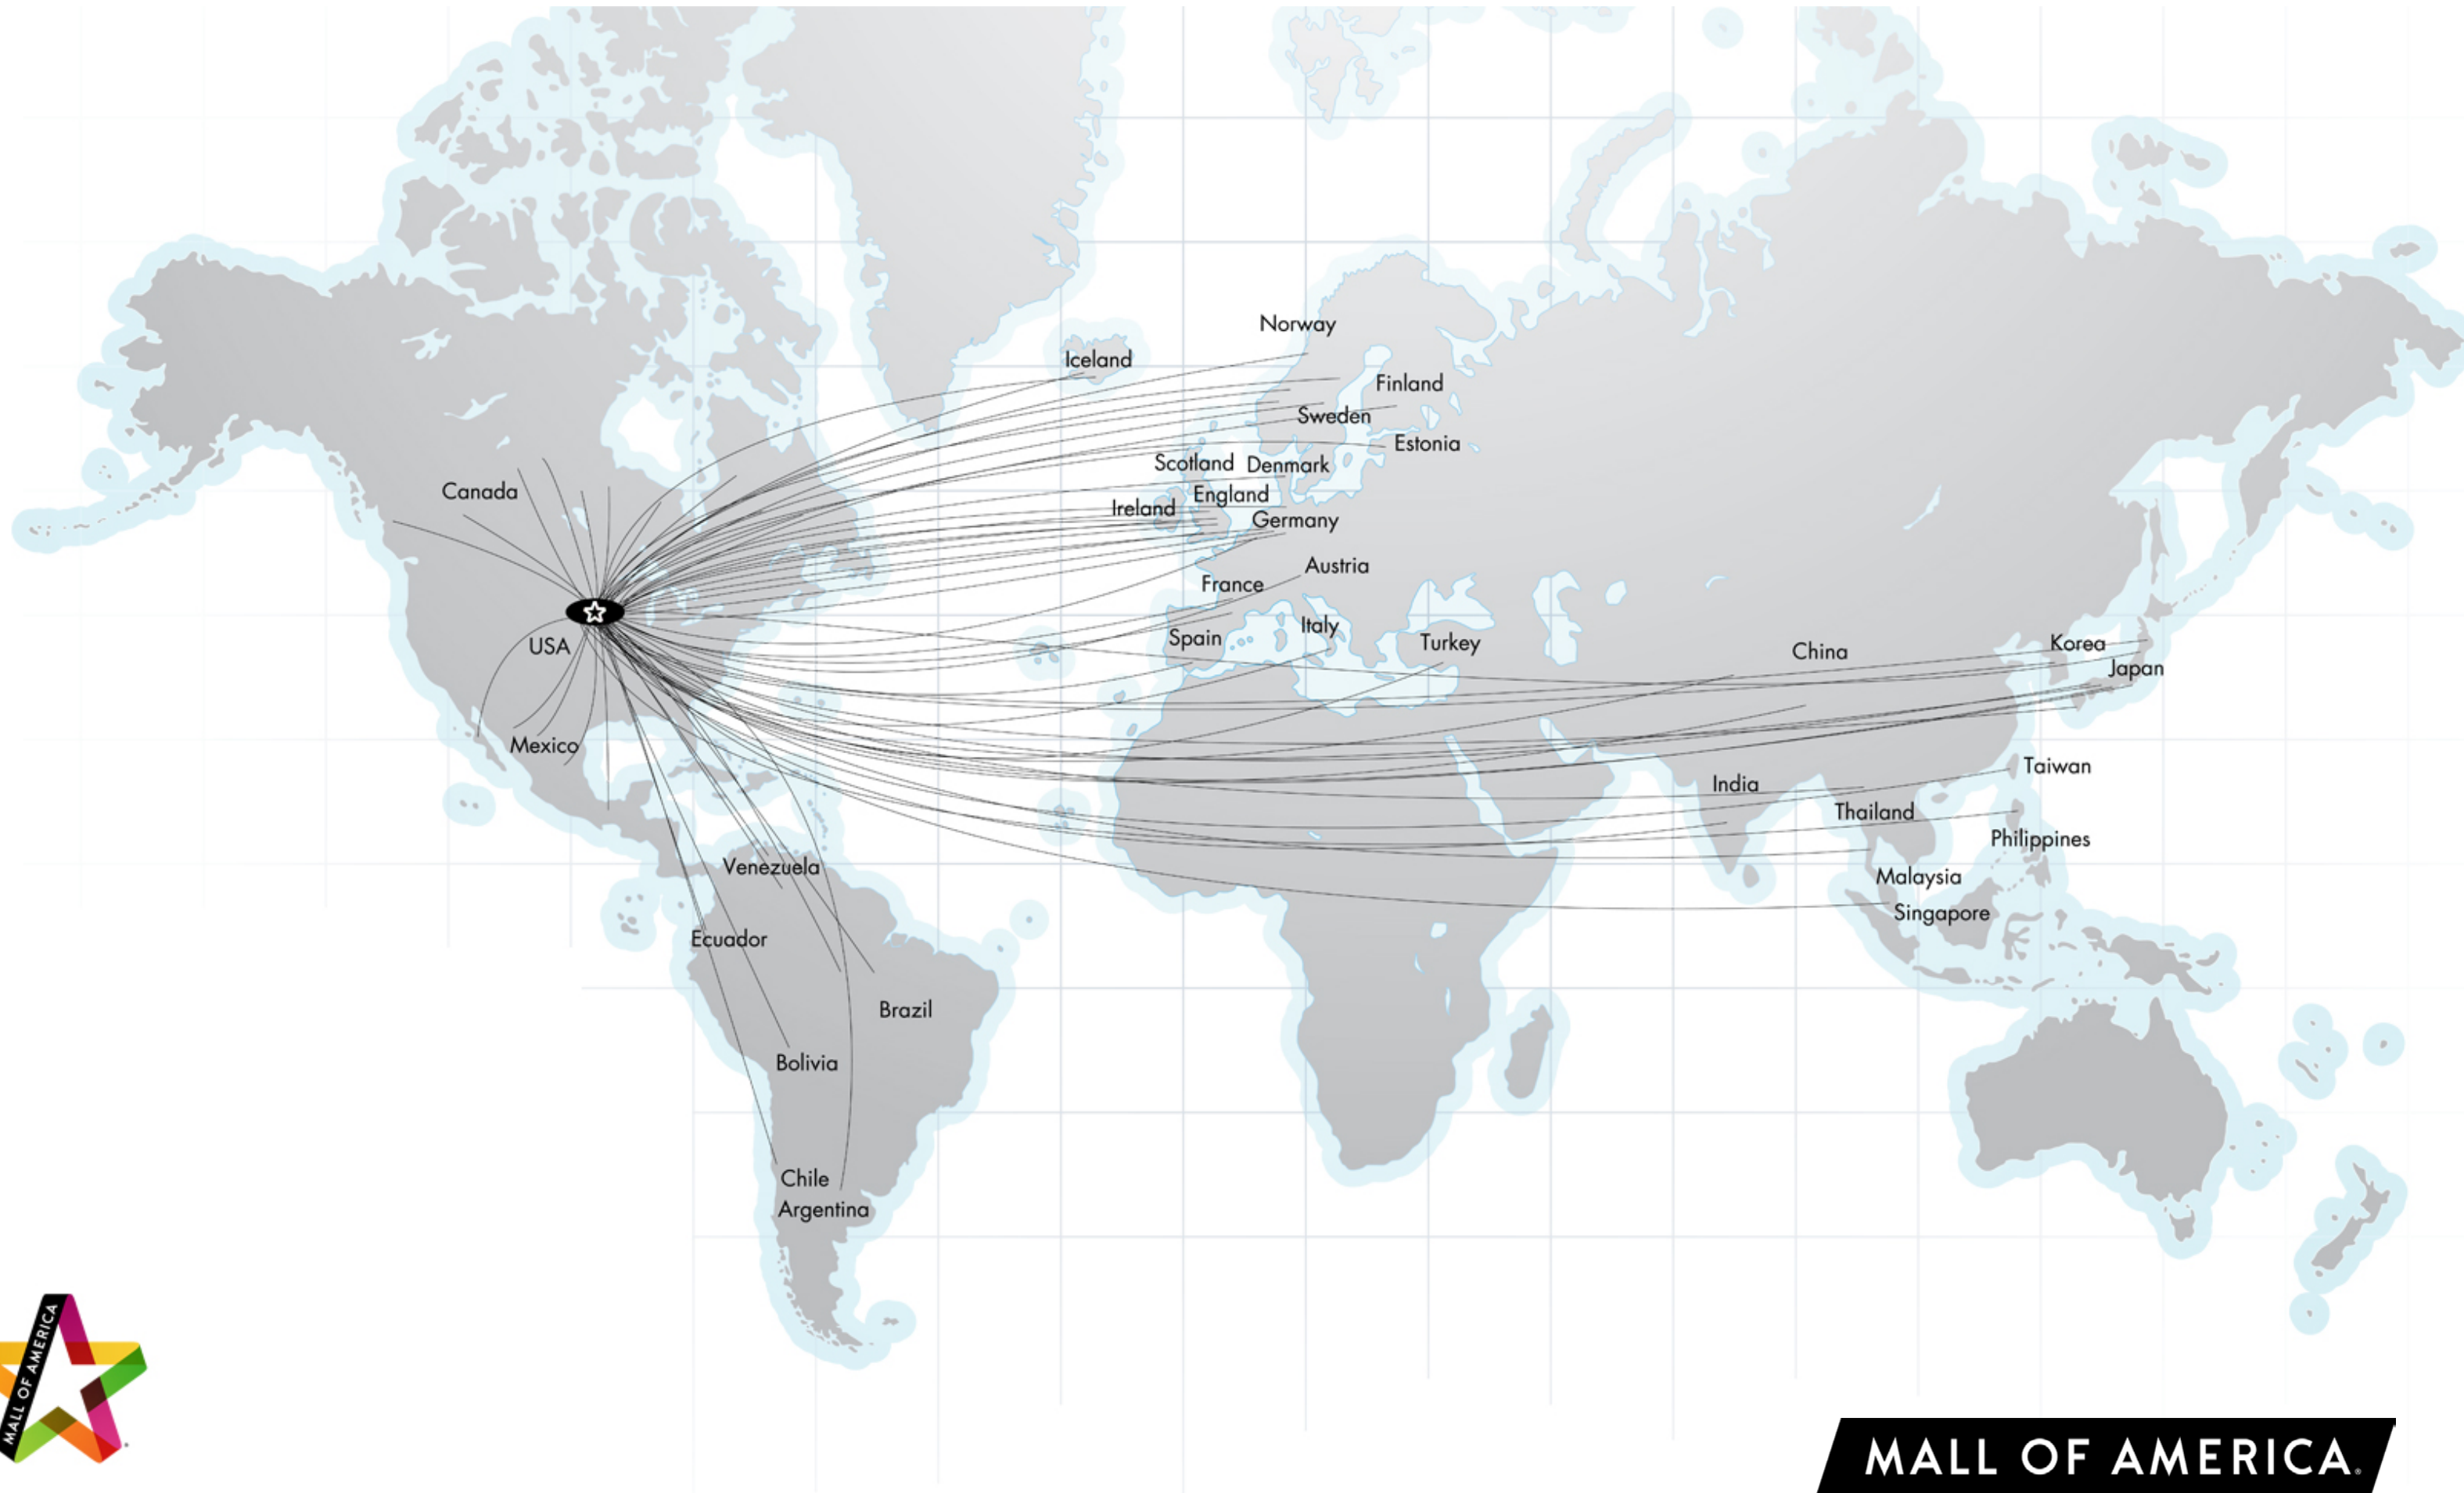 Norway
Iceland
Finland
Sweden
Estonia
Scotland
Denmark
Canada
England
Ireland
Germany
Austria
France
Italy
Spain
USA
Turkey
China
Korea
Japan
Mexico
Taiwan
India
Thailand
Philippines
Venezuela
Malaysia
Singapore
Ecuador
Brazil
Bolivia
Chile
Argentina
MALL OF AMERICA
MALL OF AMERICA®